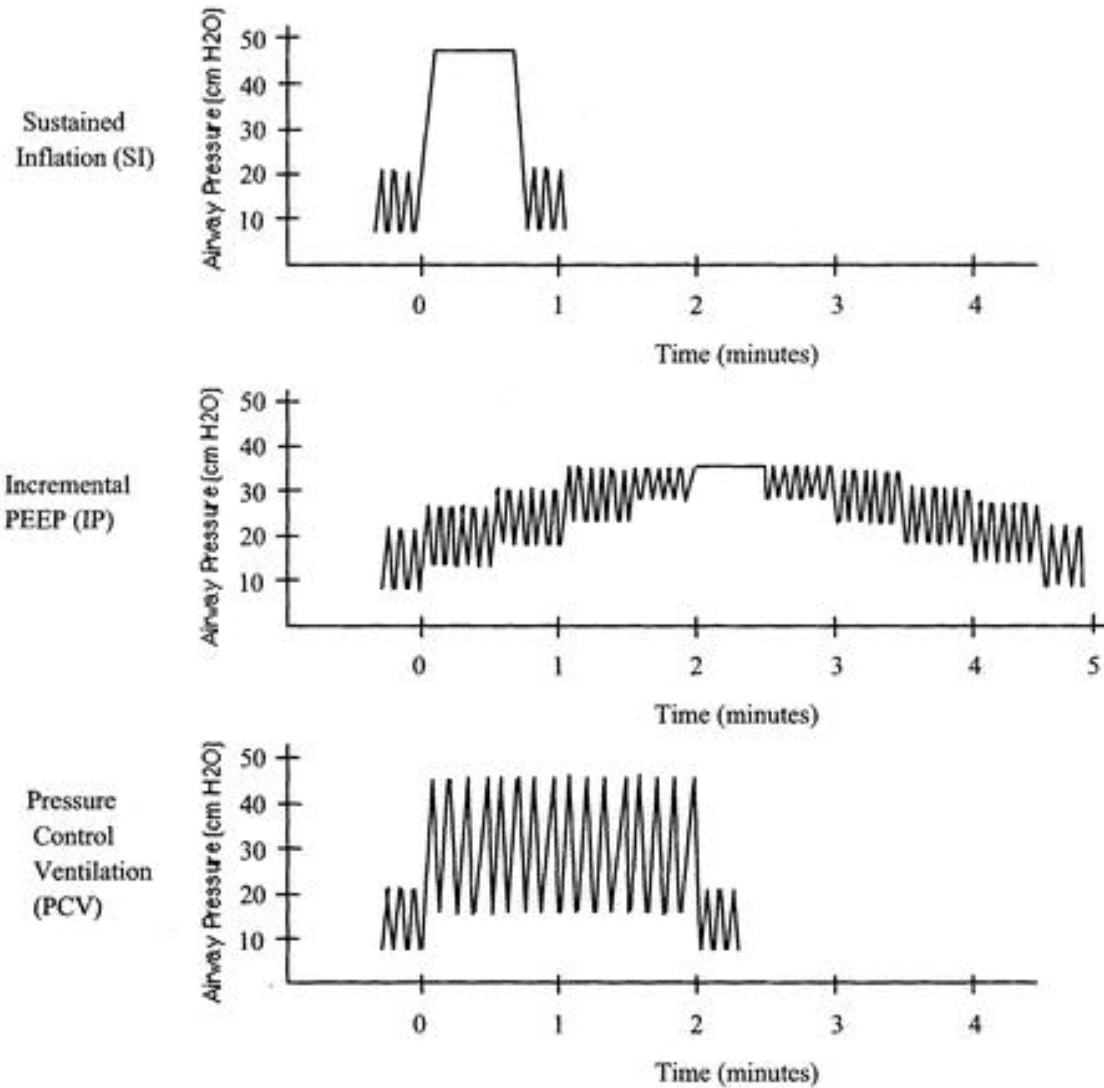 Sustained
Inflation (SI)
Airway Pressure (cm H2O)
50
40
30
20
10
0 1 2 3 4
Time (minutes)
Incremental
PEEP (IP)
Airway Pressure (cm H2O)
50
40
30
20
10
0 1 2 3 4 5
Time (minutes)
Pressure
Control
Ventilation
(PCV)
Airway Pressure (cm H2O)
50
40
30
20
10
0 1 2 3 4
Time (minutes)